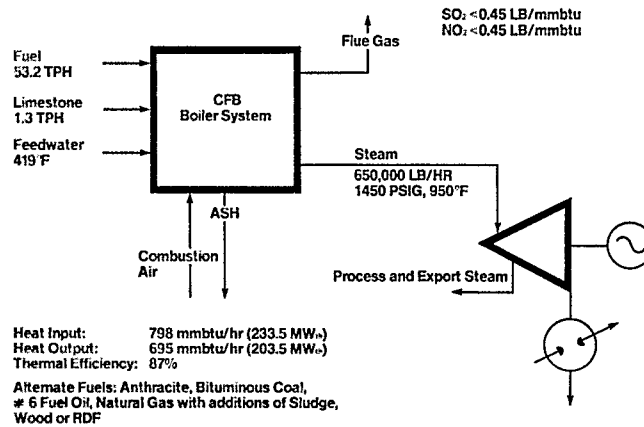 SO₂ <0.45 LB/mmbtu
NO₂ <0.45 LB/mmbtu
Flue Gas
Fuel
53.2 TPH
Limestone
1.3 TPH
Feedwater
419°F
CFB
Boiler System
Steam
650,000 LB/HR
1450 PSIG, 950°F
ASH
Combustion
Air
Process and Export Steam
Heat Input: 798 mmbtu/hr (233.5 MWₜₕ)
Heat Output: 695 mmbtu/hr (203.5 MWₜₕ)
Thermal Efficiency: 87%
Alternate Fuels: Anthracite, Bituminous Coal,
# 6 Fuel Oil, Natural Gas with additions of Sludge,
Wood or RDF